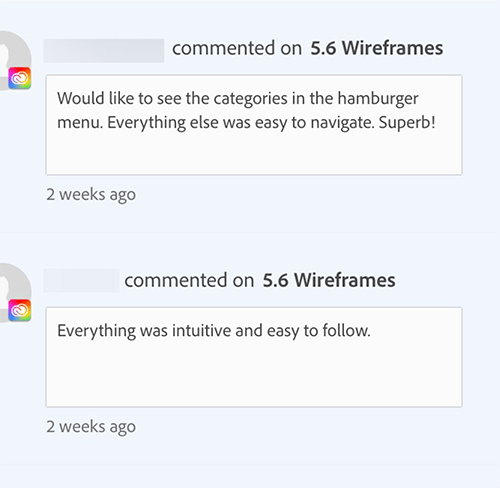 commented on 5.6 Wireframes
Would like to see the categories in the hamburger
menu. Everything else was easy to navigate. Superb!
2 weeks ago
commented on 5.6 Wireframes
Everything was intuitive and easy to follow.
2 weeks ago